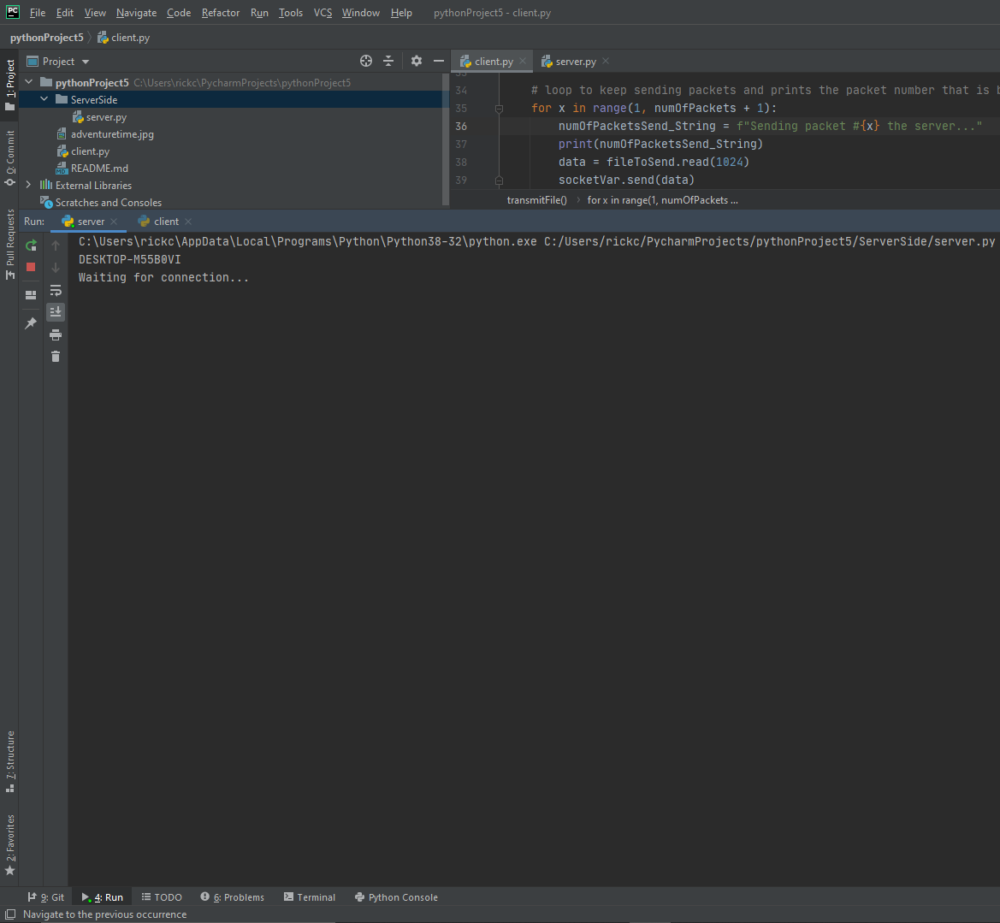 PC File Edit View Navigate Code Refactor Run Tools VCS Window Help pythonProject5 - client.py
pythonProject5 client.py
1: Project
0: Commit
Pull Requests
7: Structure
2: Favorites
Project
pythonProject5 C:\Users\rickc\PycharmProjects\pythonProject5
ServerSide
server.py
adventuretime.jpg
client.py
README.md
External Libraries
Scratches and Consoles
client.py server.py
34 # loop to keep sending packets and prints the packet number that is
35 for x in range(1, numOfPackets + 1):
36 numOfPacketsSend_String = f"Sending packet #{x} the server..."
37 print(numOfPacketsSend_String)
38 data = fileToSend.read(1024)
39 socketVar.send(data)
transmitFile() for x in range(1, numOfPackets ...
Run: server client
C:\Users\rickc\AppData\Local\Programs\Python\Python38-32\python.exe C:/Users/rickc/PycharmProjects/pythonProject5/ServerSide/server.py
DESKTOP-M55B0VI
Waiting for connection...
9: Git 4: Run TODO 6: Problems Terminal Python Console
Navigate to the previous occurrence